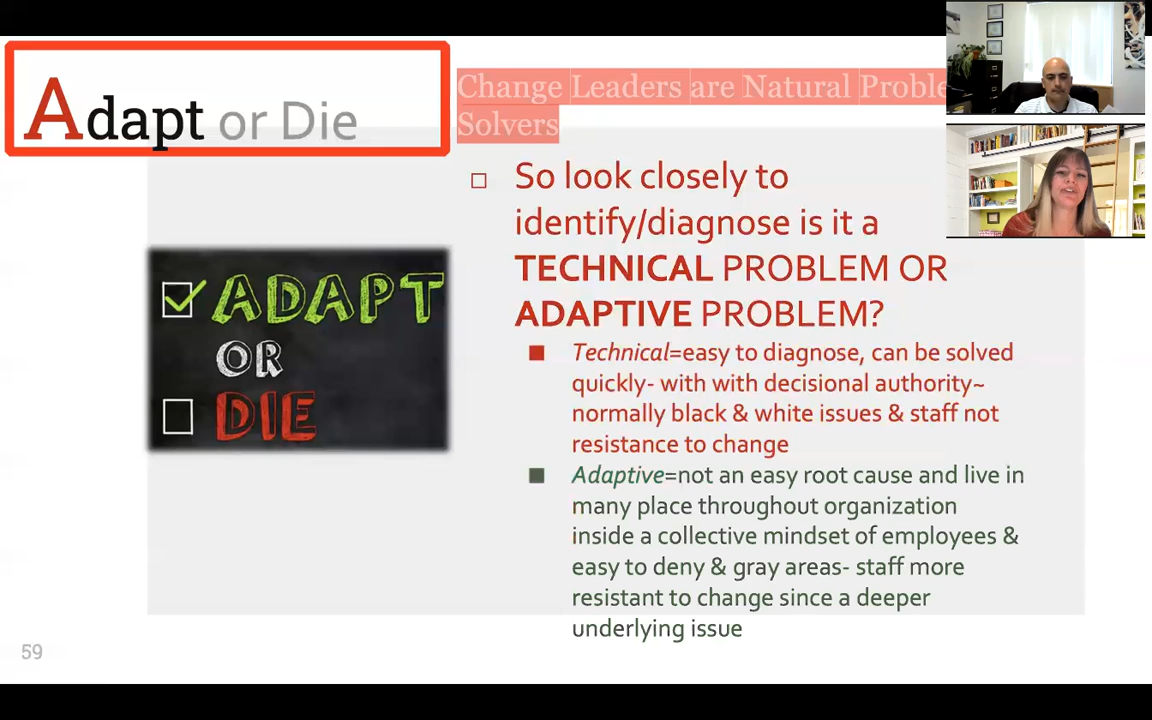 Adapt or Die
Change Leaders are Natural
Solvers
So look closely to
identify/diagnose is it a
TECHNICAL PROBLEM OR
ADAPTIVE PROBLEM?
Technical=easy to diagnose, can be solved
quickly- with with decisional authority~
normally black & white issues & staff not
resistance to change
Adaptive=not an easy root cause and live in
many place throughout organization
inside a collective mindset of employees &
easy to deny & gray areas- staff more
resistant to change since a deeper
underlying issue
ADAPT
OR
DIE
59